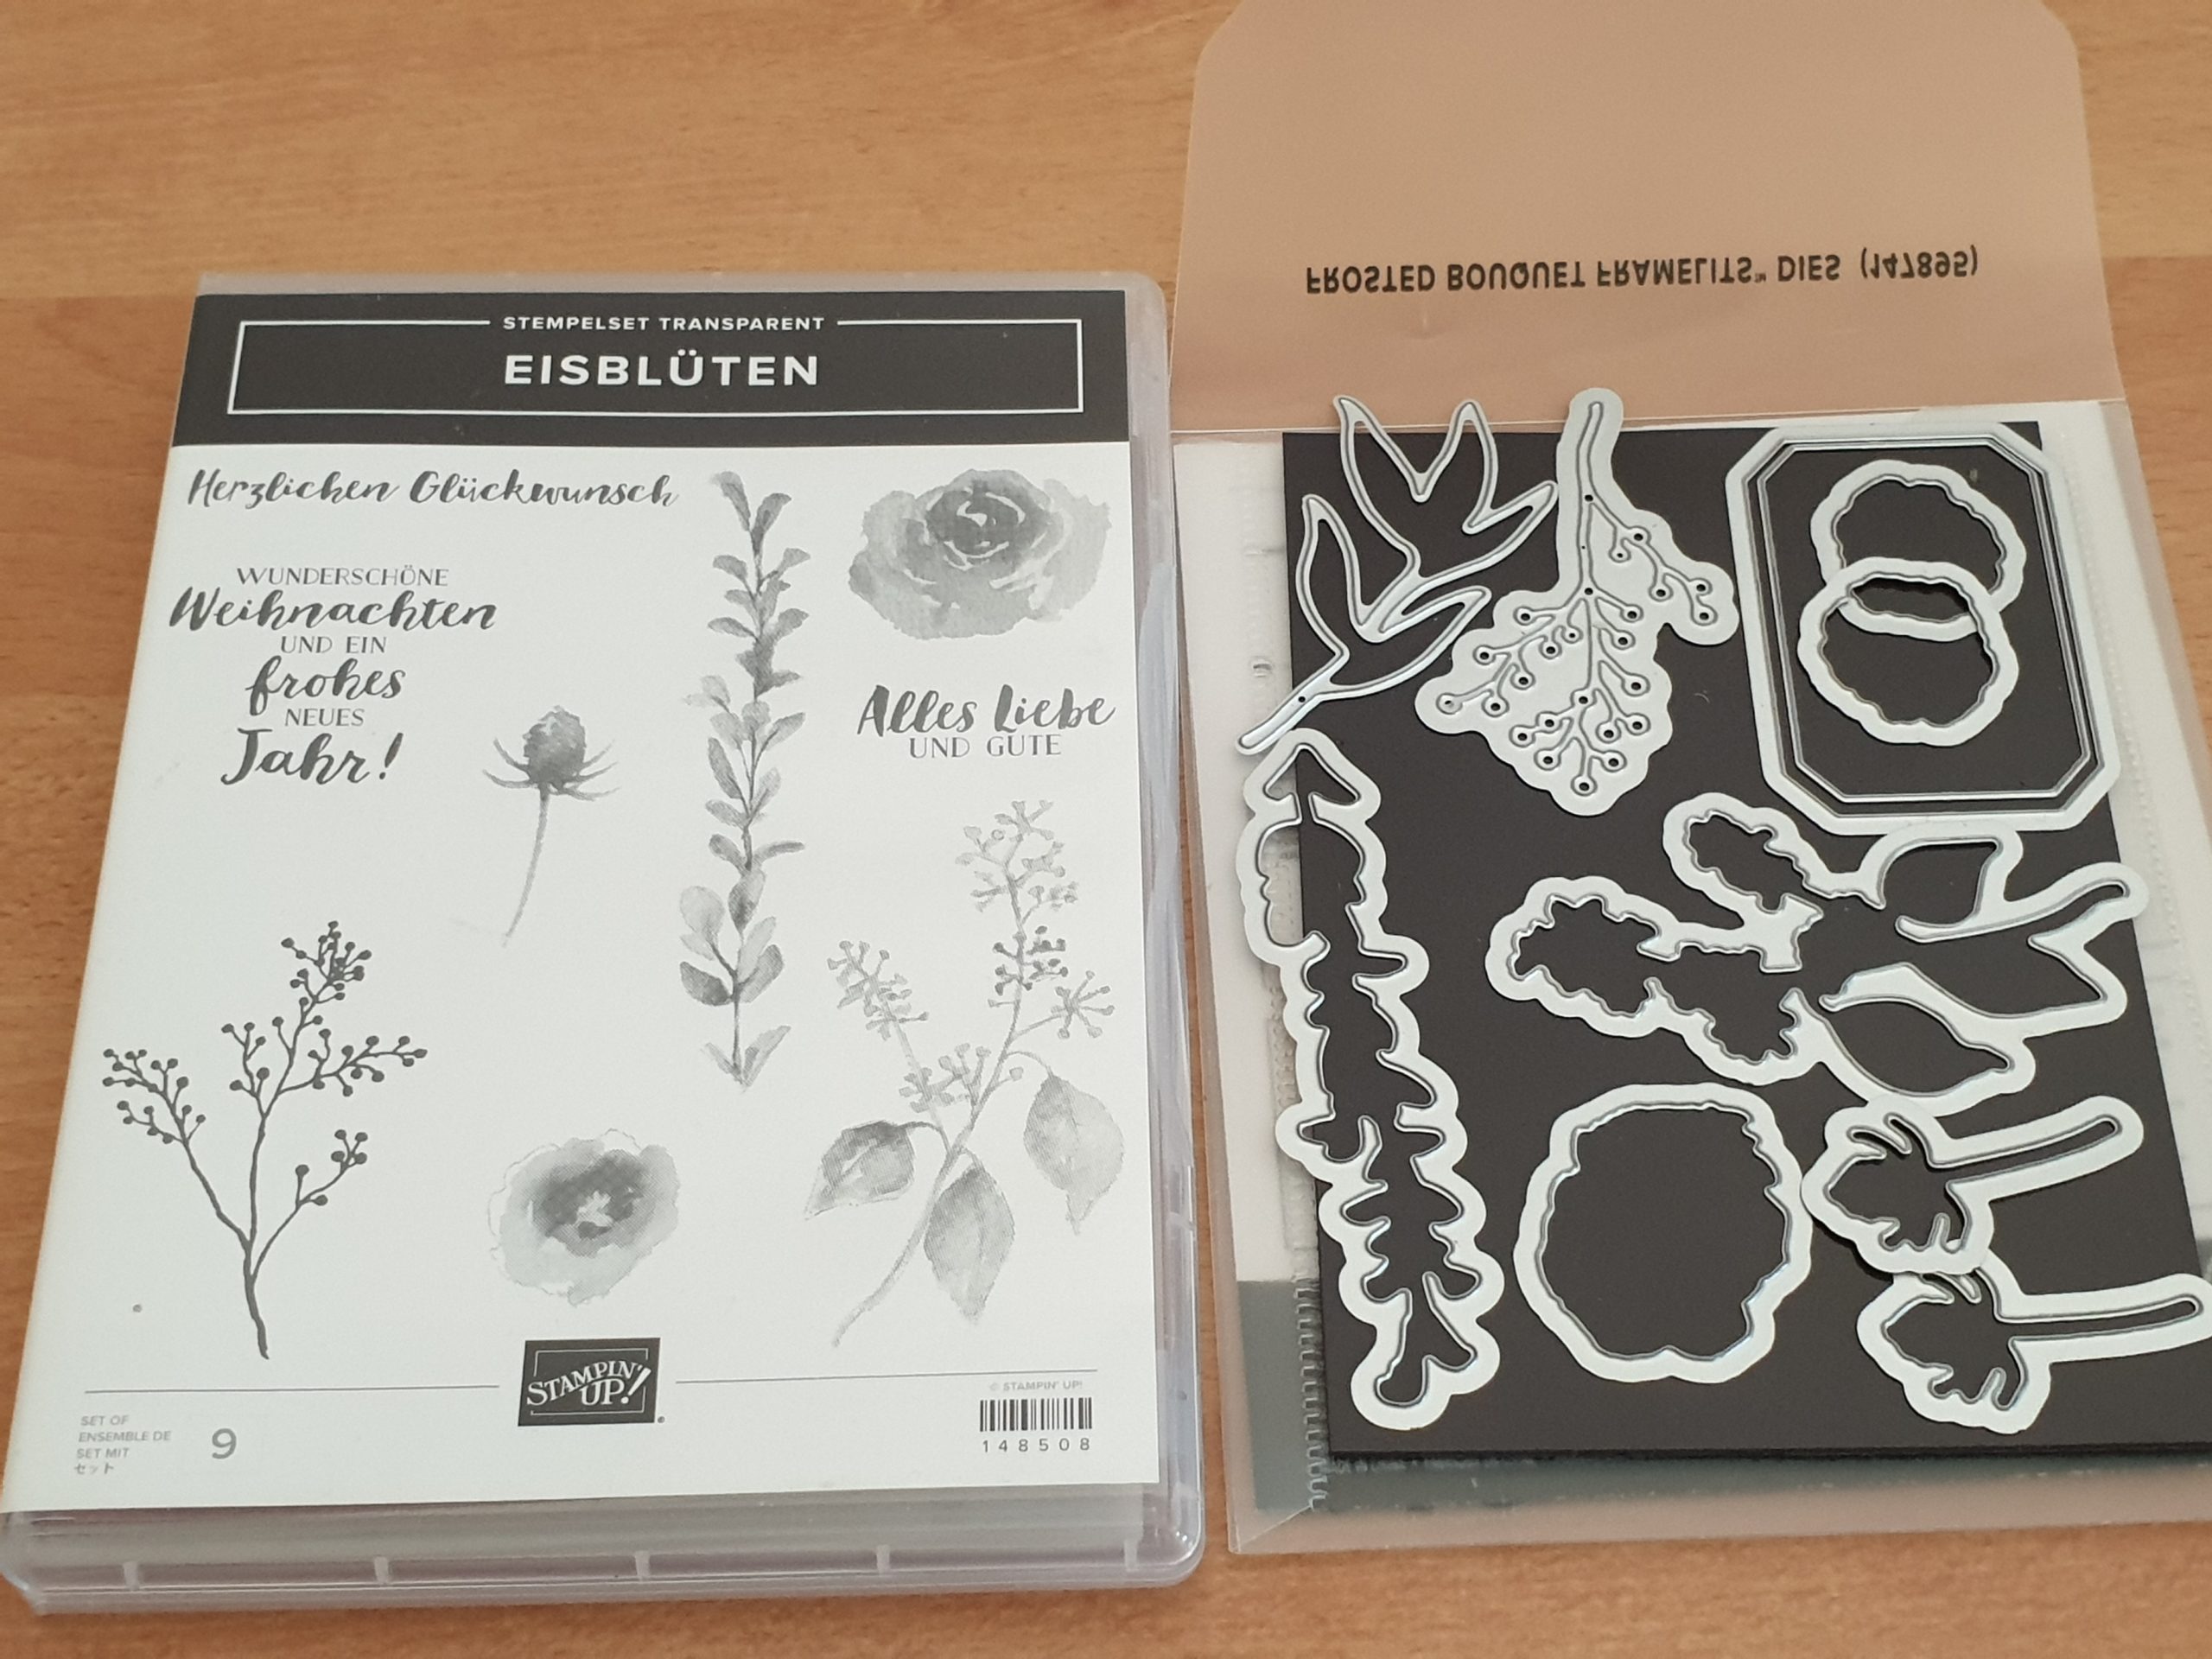 STEMPELSET TRANSPARENT
EISBLÜTEN
Herzlichen Glückwunsch
WUNDERSCHÖNE
Weihnachten
UND EIN
frohes
NEUES
Jahr!
Alles Liebe
UND GUTE
STAMPIN'
UP!
© STAMPIN' UP!
148508
SET OF
ENSEMBLE DE
SET MIT
セット
9
FROSTED BOUQUET FRAMELITS™ DIES (147895)